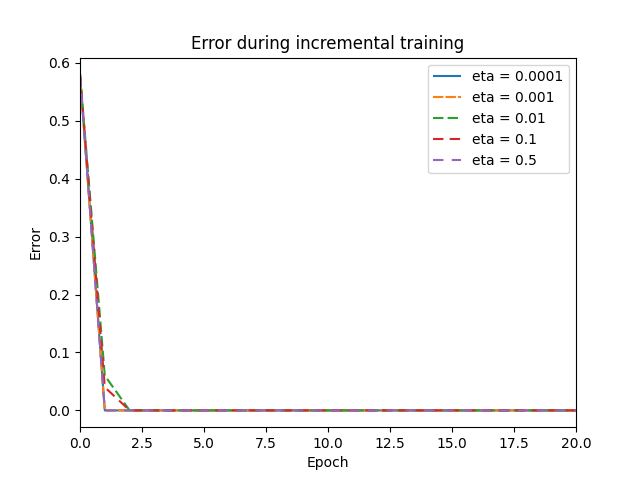 Error during incremental training
eta = 0.0001
eta = 0.001
eta = 0.01
eta = 0.1
eta = 0.5
0.6
0.5
0.4
0.3
0.2
0.1
0.0
Error
0.0 2.5 5.0 7.5 10.0 12.5 15.0 17.5 20.0
Epoch